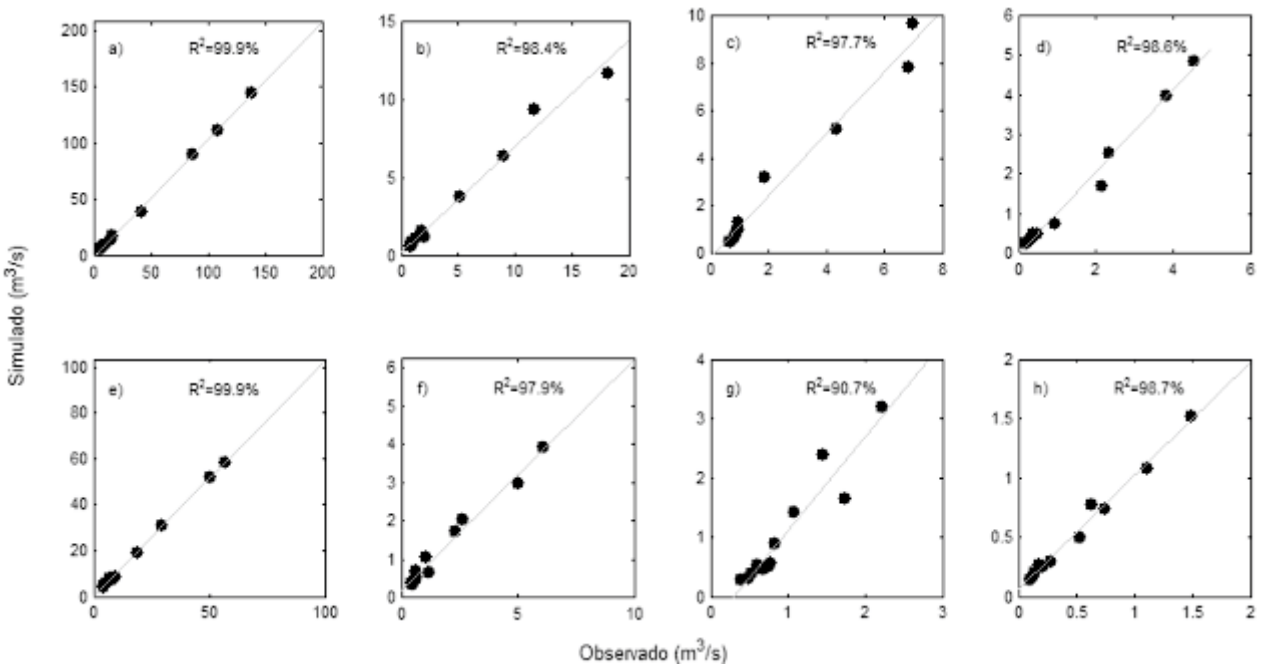 a) R²=99.9%
200
150
100
50
0
0 50 100 150 200
b) R²=98.4%
15
10
5
0
0 5 10 15 20
c) R²=97.7%
10
8
6
4
2
0
0 2 4 6 8
d) R²=98.6%
6
5
4
3
2
1
0
0 2 4 6
Simulado (m³/s)
e) R²=99.9%
100
80
60
40
20
0
0 50 100
f) R²=97.9%
6
5
4
3
2
1
0
0 5 10
g) R²=90.7%
4
3
2
1
0
0 1 2 3
h) R²=98.7%
2
1.5
1
0.5
0
0 0.5 1 1.5 2
Observado (m³/s)